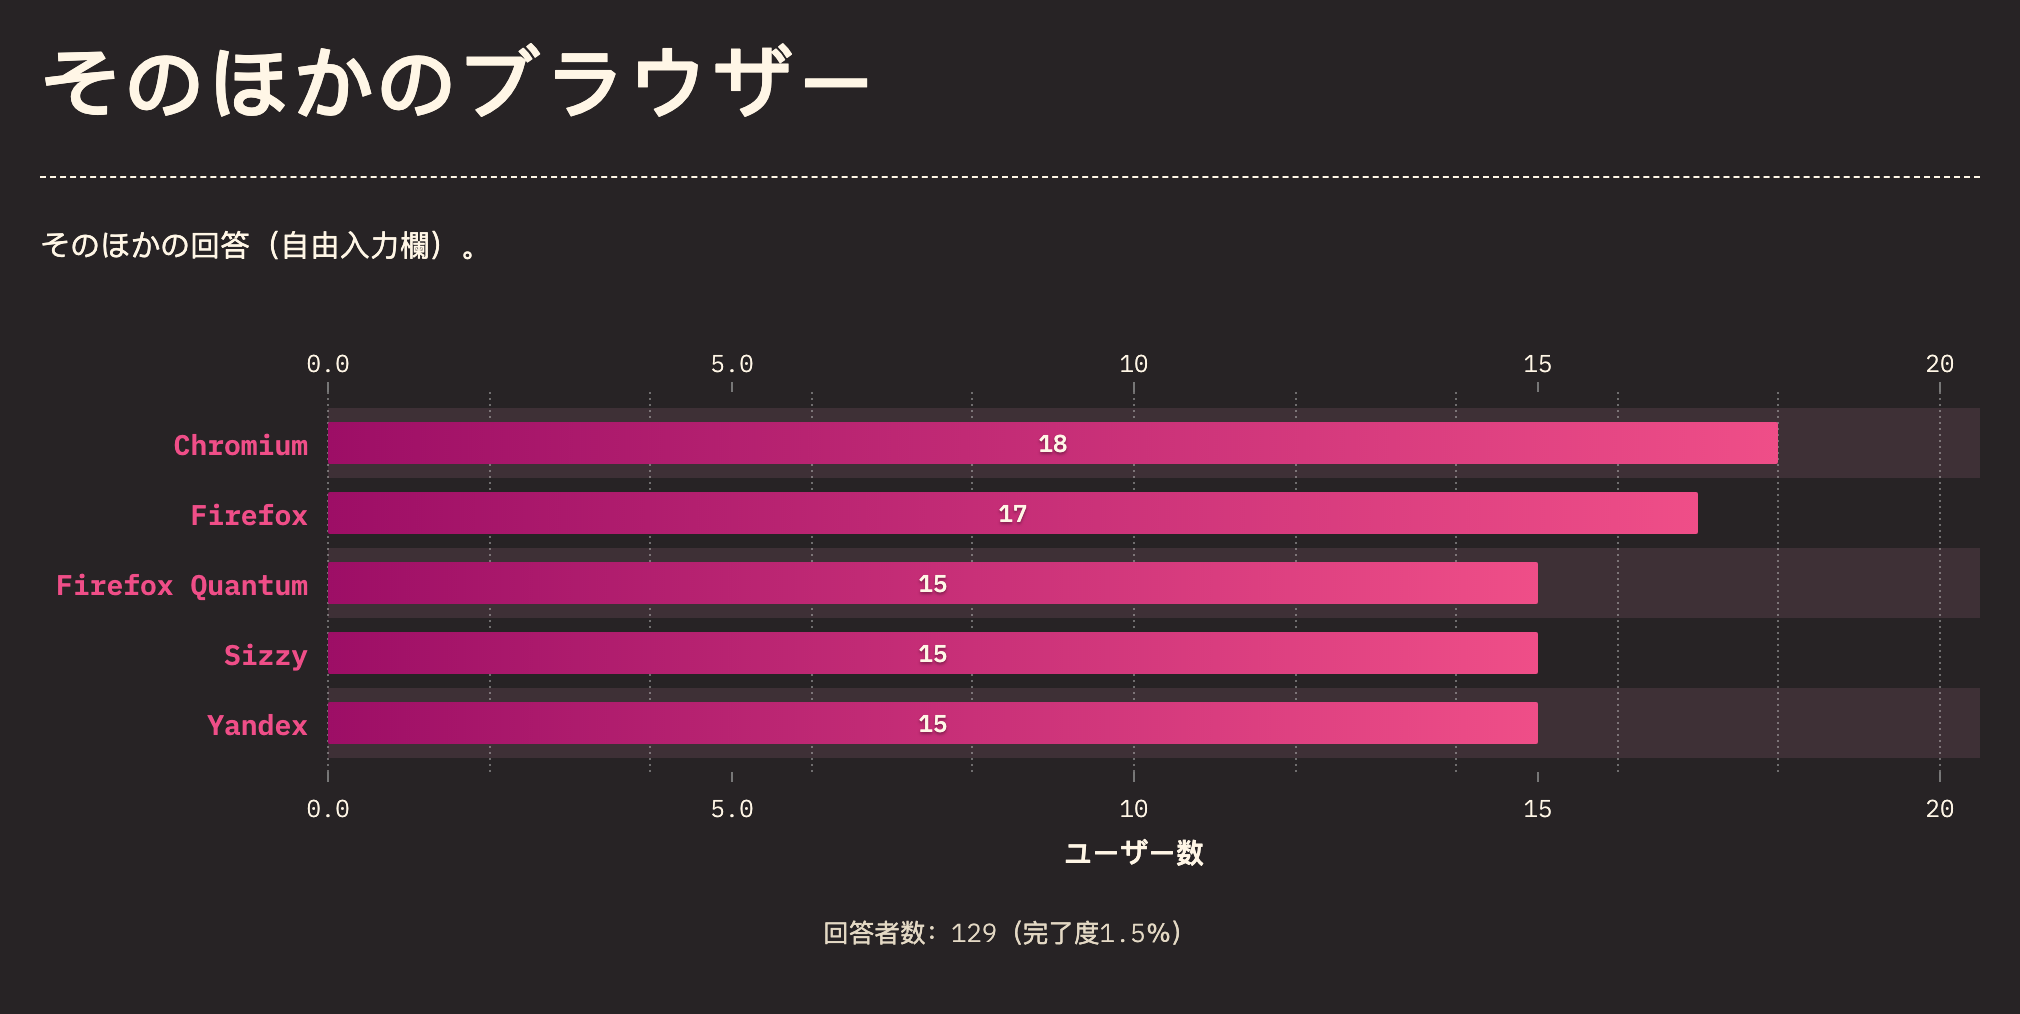 そのほかのブラウザー
そのほかの回答（自由入力欄）。
0.0 5.0 10 15 20
Chromium 18
Firefox 17
Firefox Quantum 15
Sizzy 15
Yandex 15
0.0 5.0 10 15 20
ユーザー数
回答者数: 129 (完了度1.5%)